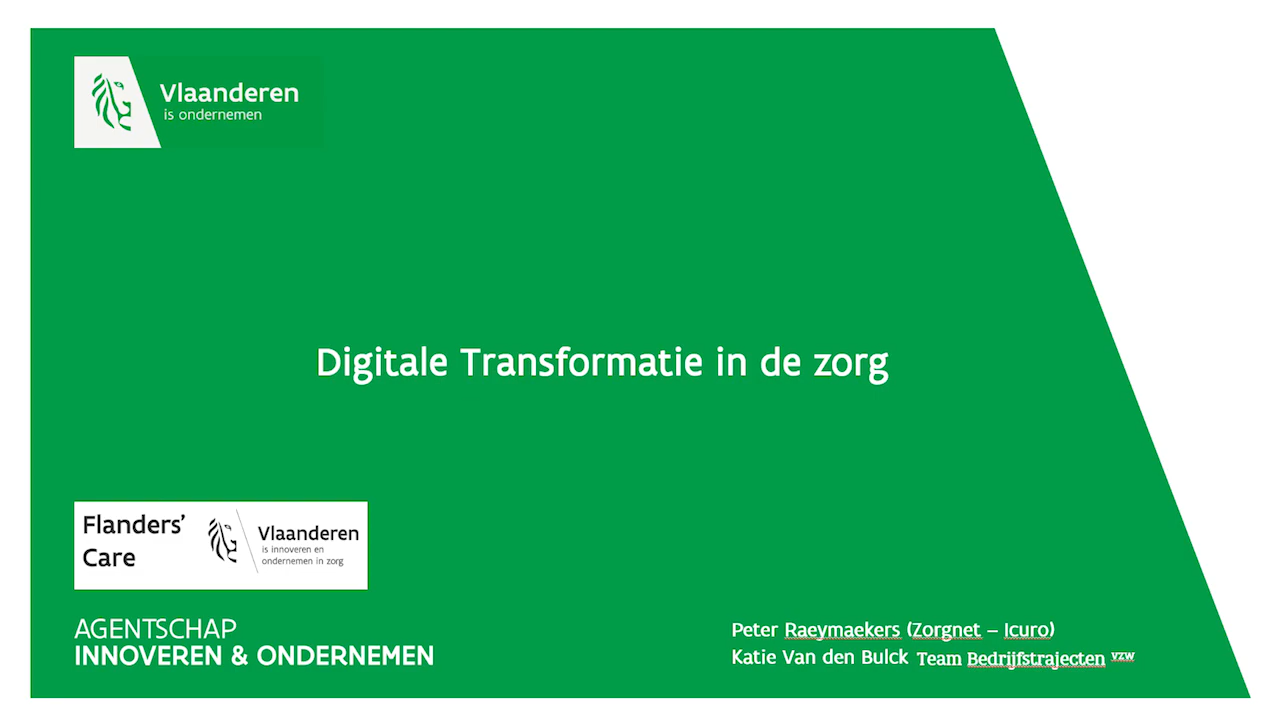 Vlaanderen
is ondernemen
Digitale Transformatie in de zorg
Flanders'
Care
Vlaanderen
is innoveren en
ondernemen in zorg
AGENTSCHAP
INNOVEREN & ONDERNEMEN
Peter Raeymaekers (Zorgnet – Icuro)
Katie Van den Bulck Team Bedrijfstrajecten vzw